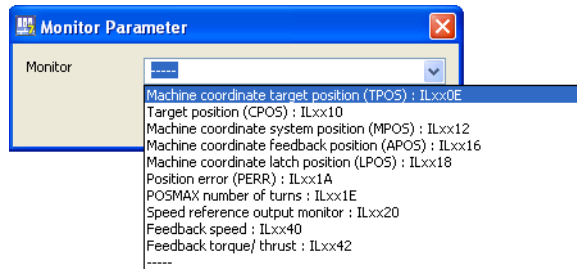 Monitor Parameter
Monitor
-----
Machine coordinate target position (TPOS) : ILxx0E
Target position (CPOS) : ILxx10
Machine coordinate system position (MPOS) : ILxx12
Machine coordinate feedback position (APOS) : ILxx16
Machine coordinate latch position (LPOS) : ILxx18
Position error (PERR) : ILxx1A
POSMAX number of turns : ILxx1E
Speed reference output monitor : ILxx20
Feedback speed : ILxx40
Feedback torque/ thrust : ILxx42
-----